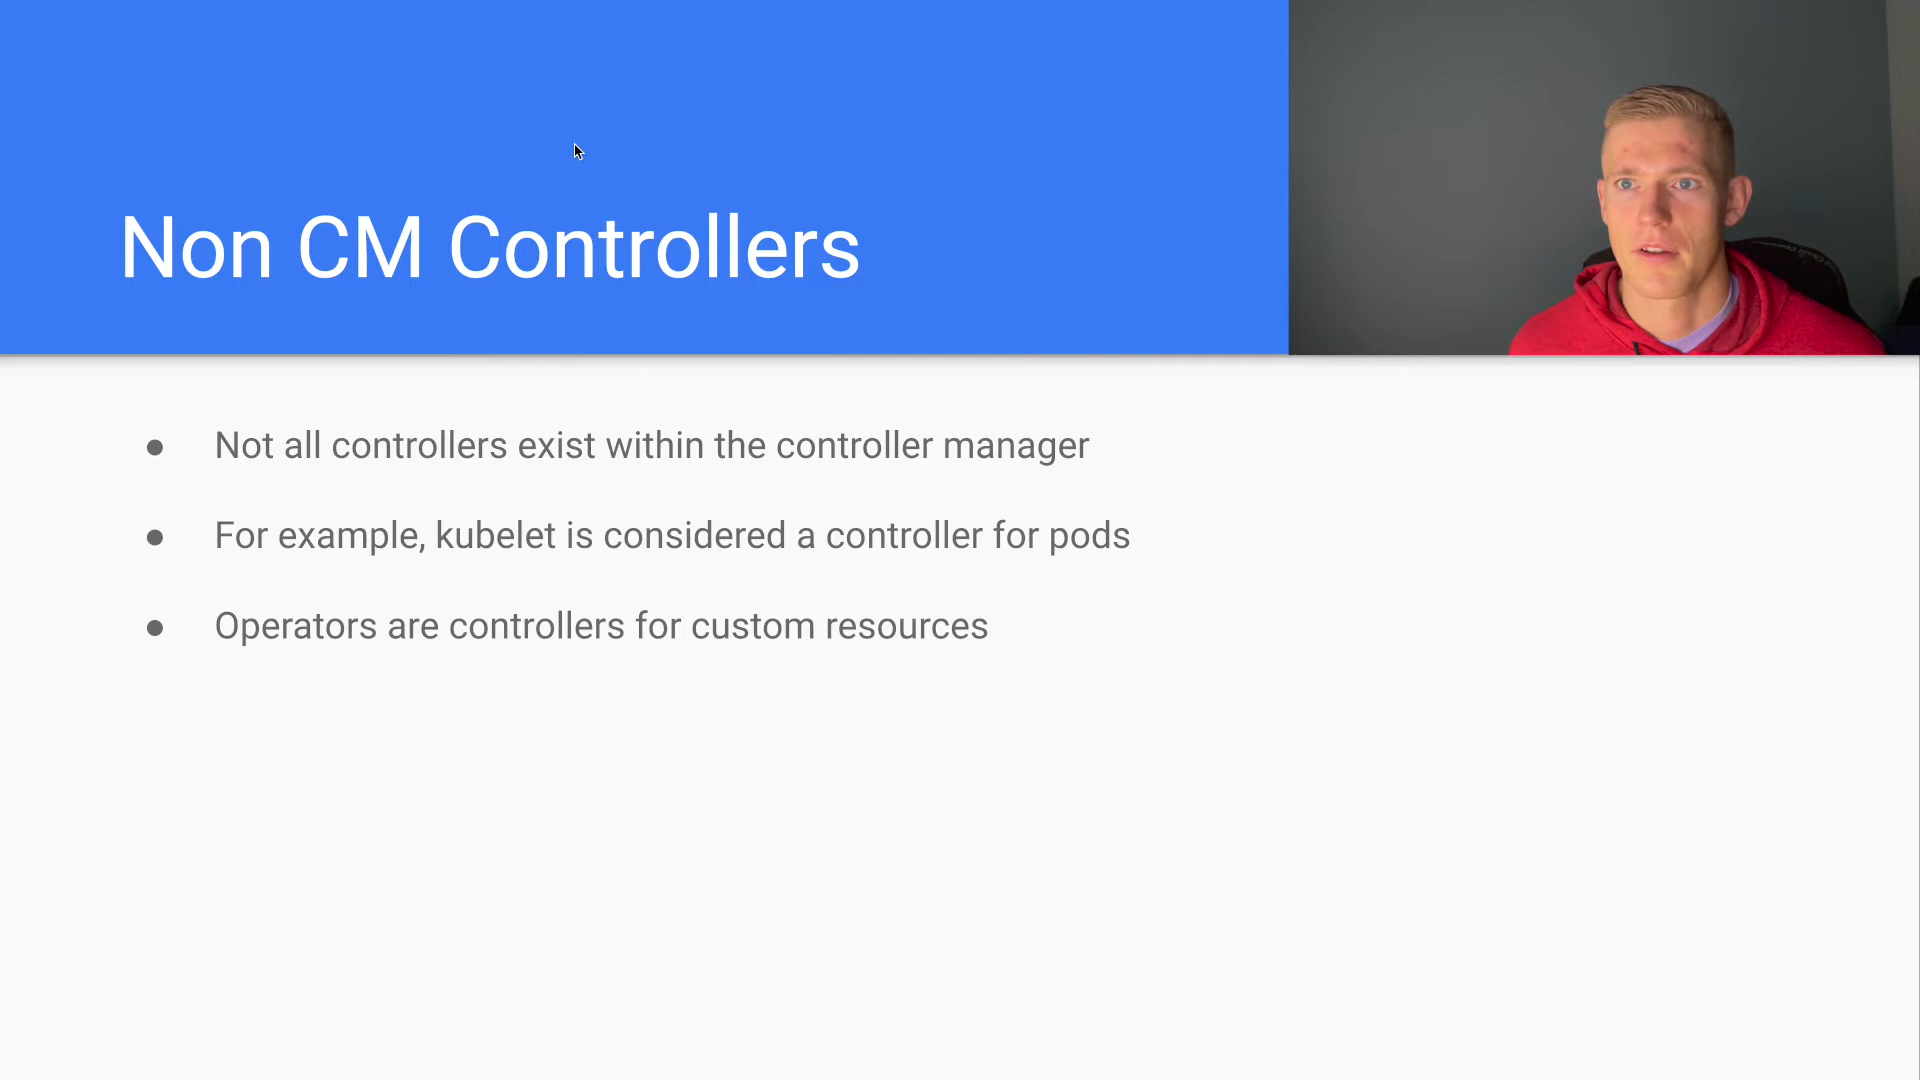 Non CM Controllers
● Not all controllers exist within the controller manager
● For example, kubelet is considered a controller for pods
● Operators are controllers for custom resources